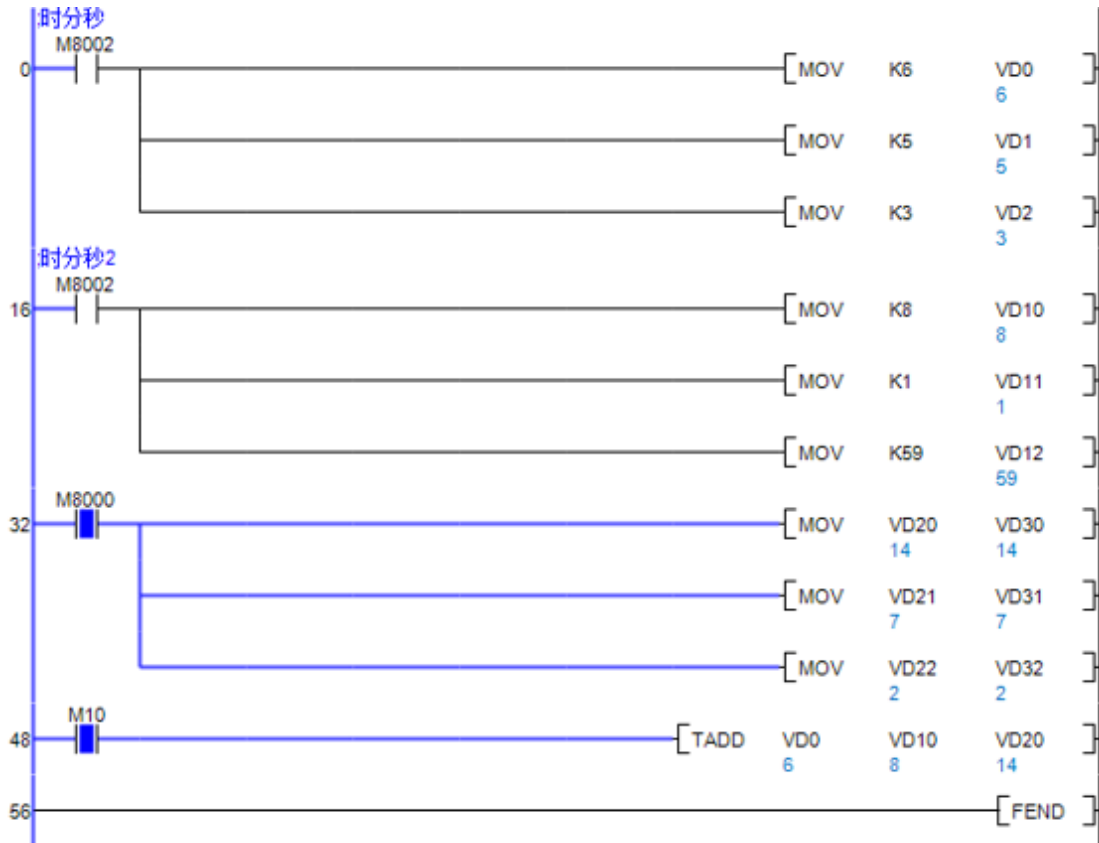 ;时分秒
M8002
0 MOV K6 VD0
6
MOV K5 VD1
5
MOV K3 VD2
3
;时分秒2
M8002
16 MOV K8 VD10
8
MOV K1 VD11
1
MOV K59 VD12
59
M8000
32 MOV VD20 VD30
14 14
MOV VD21 VD31
7 7
MOV VD22 VD32
2 2
M10
48 TADD VD0 VD10 VD20
6 8 14
56 FEND